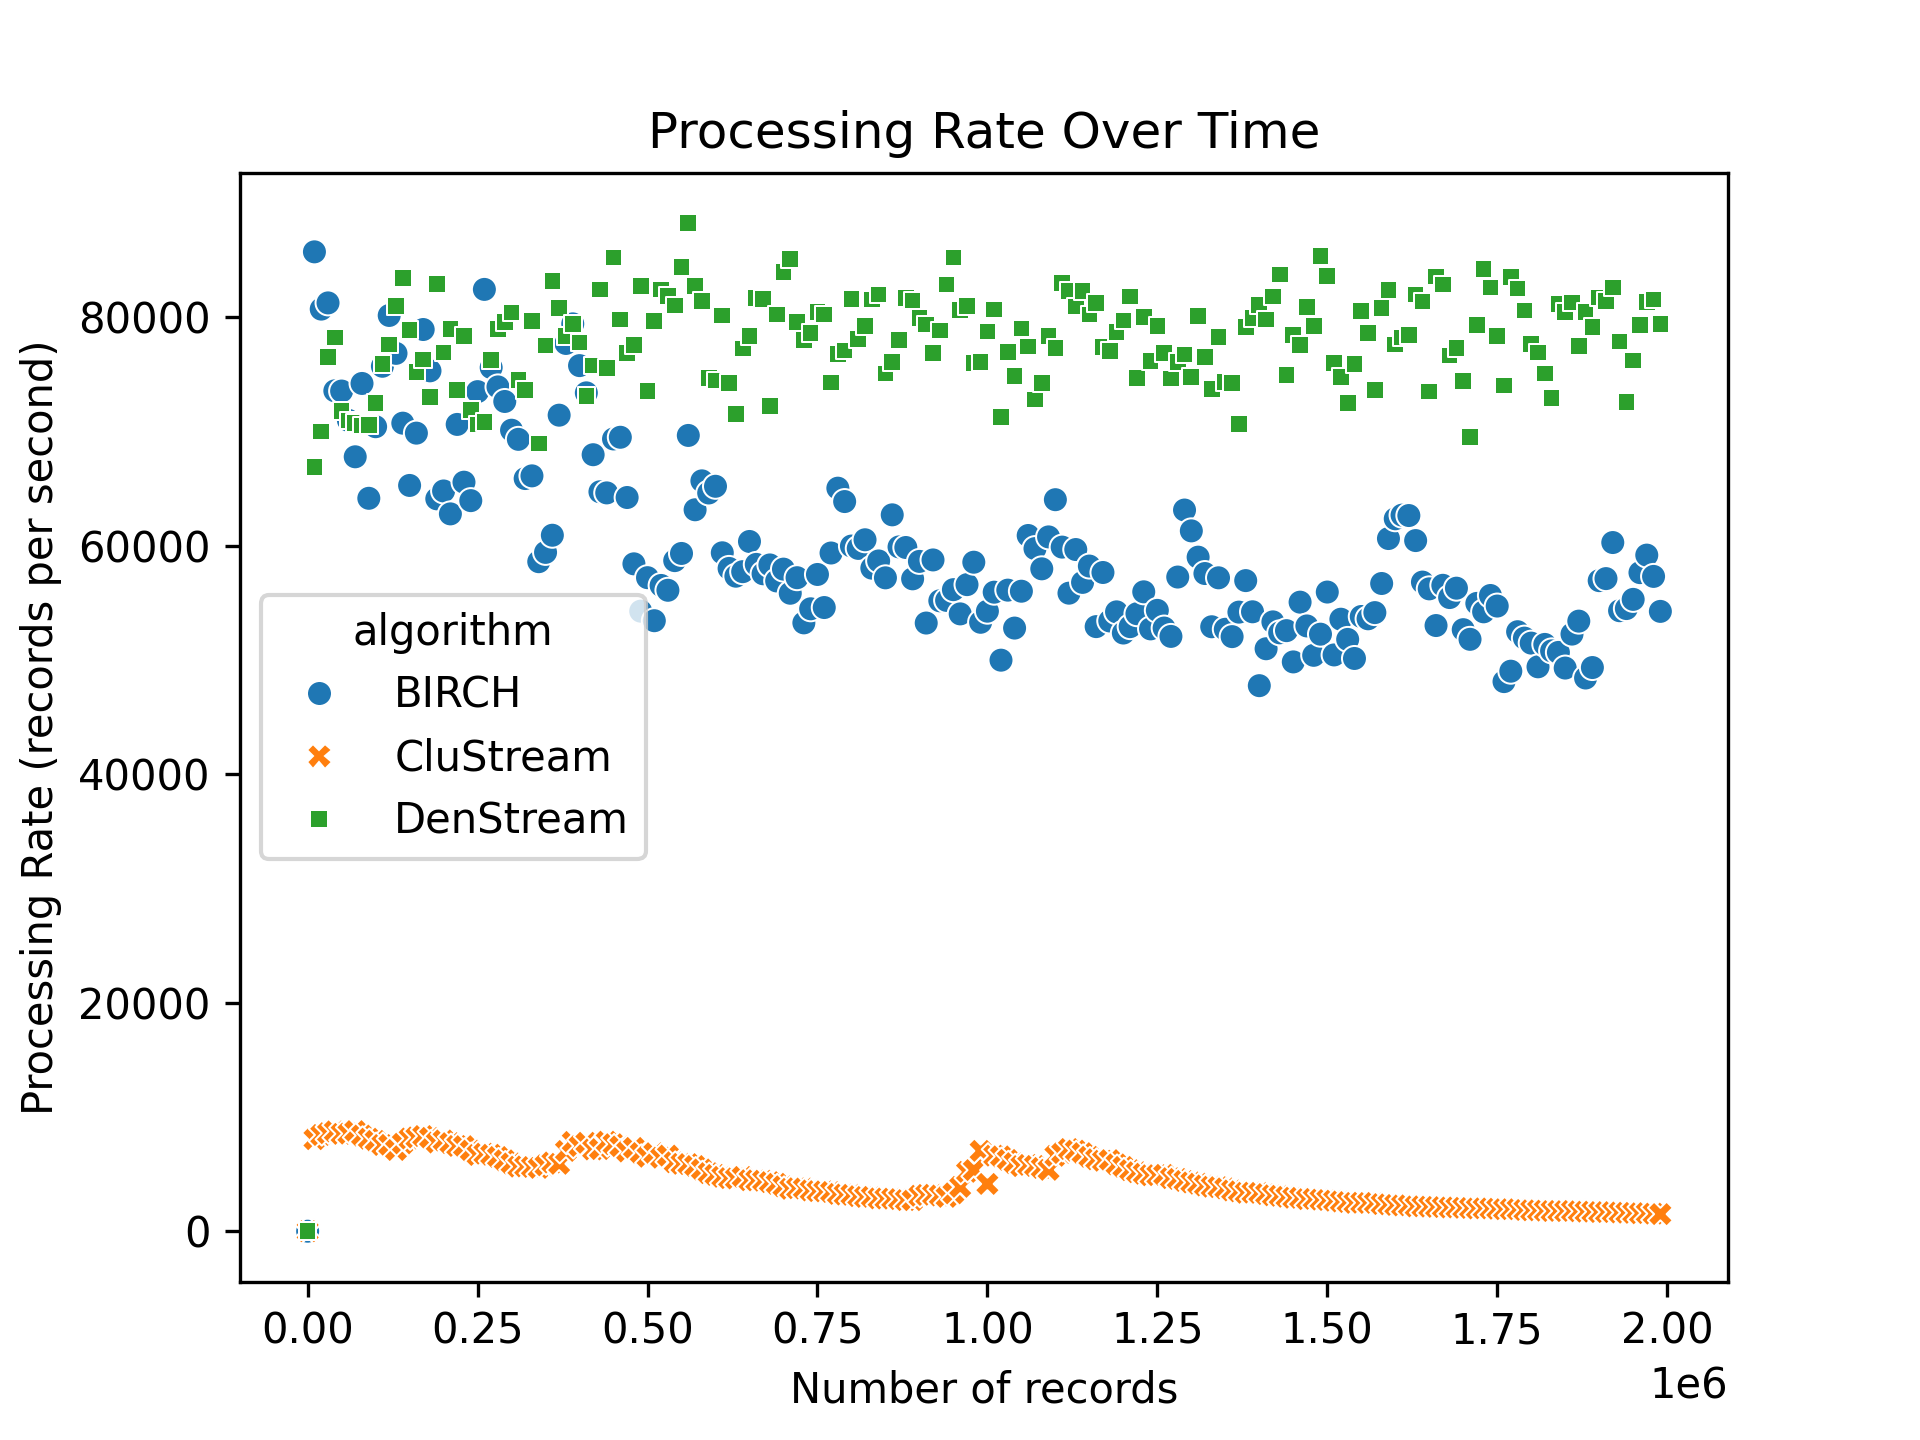 Processing Rate Over Time
Processing Rate (records per second)
80000
60000
40000
20000
0
algorithm
BIRCH
CluStream
DenStream
0.00 0.25 0.50 0.75 1.00 1.25 1.50 1.75 2.00
1e6
Number of records